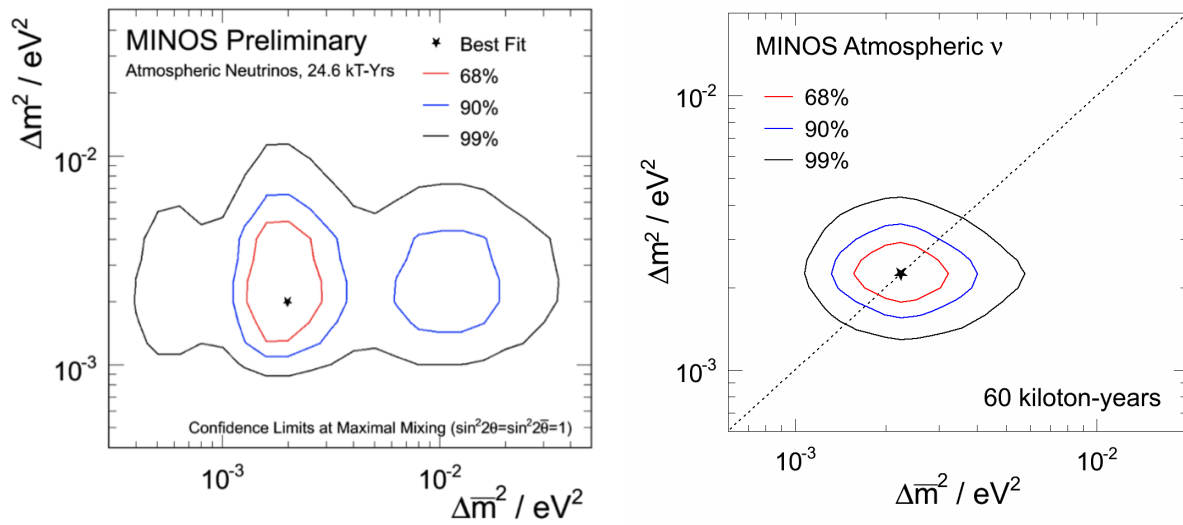 MINOS Preliminary
Atmospheric Neutrinos, 24.6 kT-Yrs
Best Fit
68%
90%
99%
Δm² / eV²
10⁻²
10⁻³
Confidence Limits at Maximal Mixing (sin²2θ=sin²2θ̅=1)
10⁻³
10⁻²
Δm̅² / eV²
MINOS Atmospheric ν
68%
90%
99%
Δm² / eV²
10⁻²
10⁻³
60 kiloton-years
10⁻³
10⁻²
Δm̅² / eV²